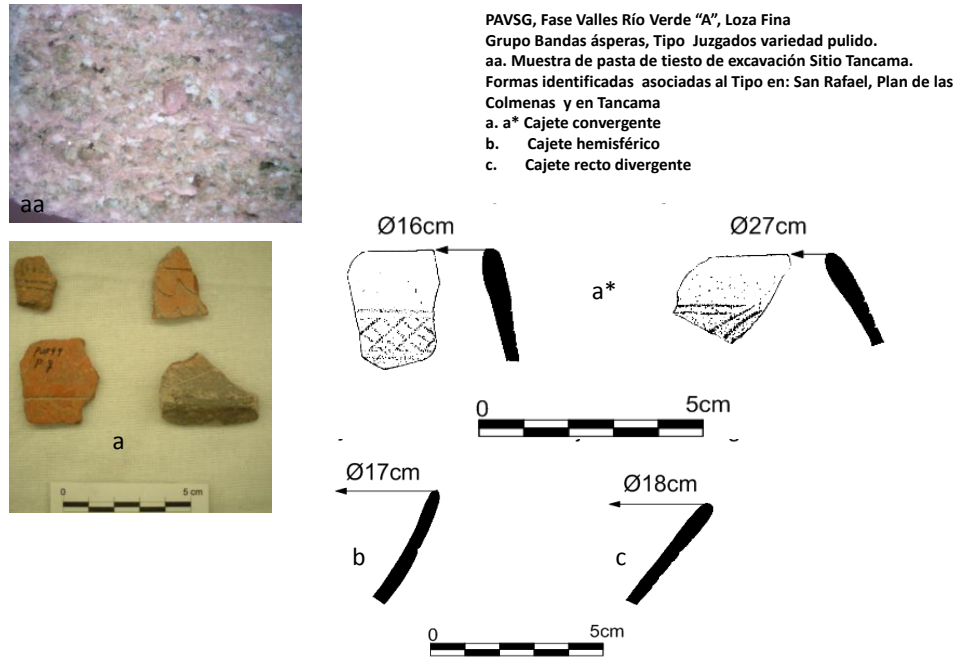 PAVSG, Fase Valles Río Verde “A”, Loza Fina
Grupo Bandas ásperas, Tipo Juzgados variedad pulido.
aa. Muestra de pasta de tiesto de excavación Sitio Tancama.
Formas identificadas asociadas al Tipo en: San Rafael, Plan de las
Colmenas y en Tancama
a. a* Cajete convergente
b. Cajete hemisférico
c. Cajete recto divergente
aa
Ø16cm
Ø27cm
a*
0 5cm
a
0 5 cm
Ø17cm
Ø18cm
b
c
0 5cm